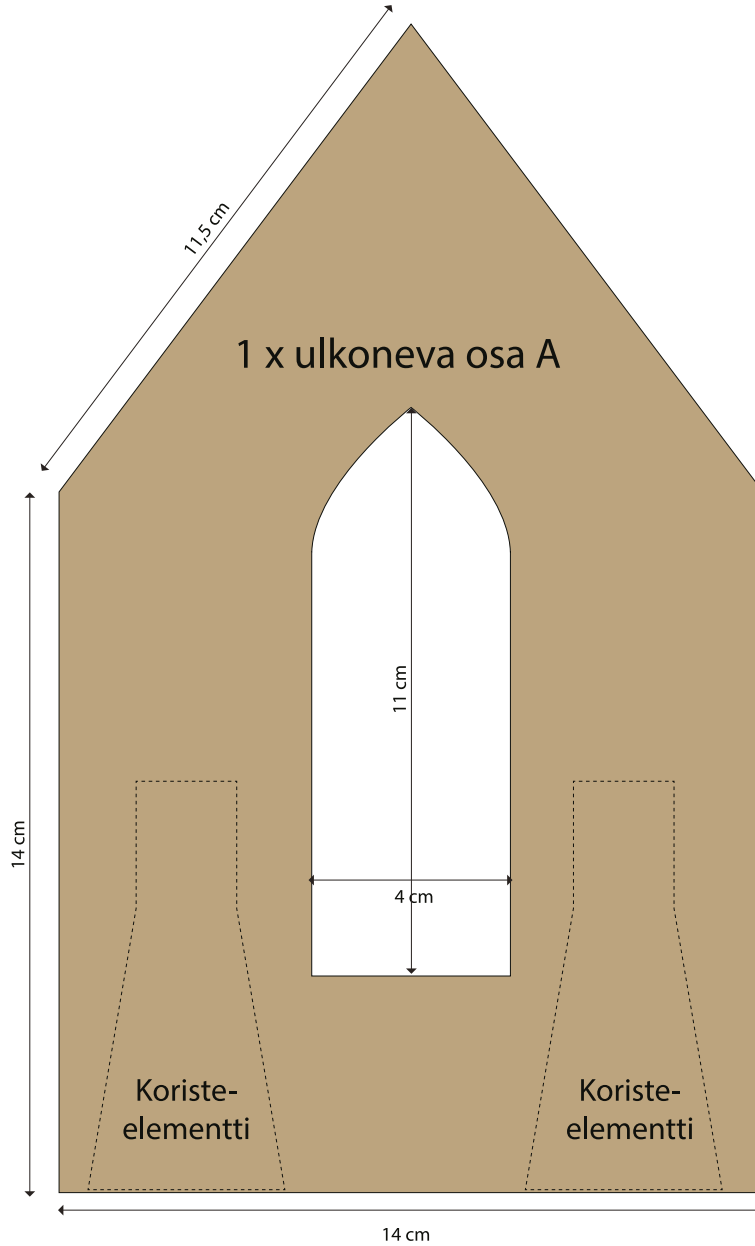 11,5 cm
1 x ulkoneva osa A
11 cm
14 cm
4 cm
Koriste-
elementti
Koriste-
elementti
14 cm